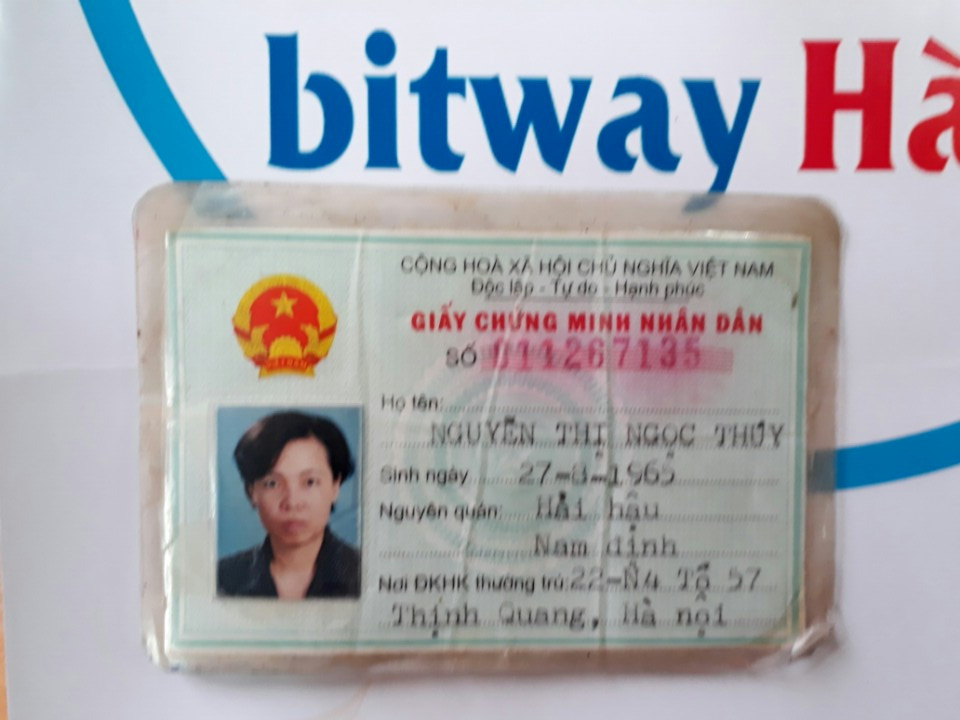 bitway Hà
CỘNG HOÀ XÃ HỘI CHỦ NGHĨA VIỆT NAM
Độc lập - Tự do - Hạnh phúc
GIẤY CHỨNG MINH NHÂN DÂN
SỐ 011267135
Họ tên:
NGUYỄN THỊ NGỌC THÚY
Sinh ngày 27-8-1965
Nguyên quán: Hải hậu
Nam định
Nơi ĐKHK thường trú: 22-N4 Tổ 57
Thịnh Quang, Hà nội